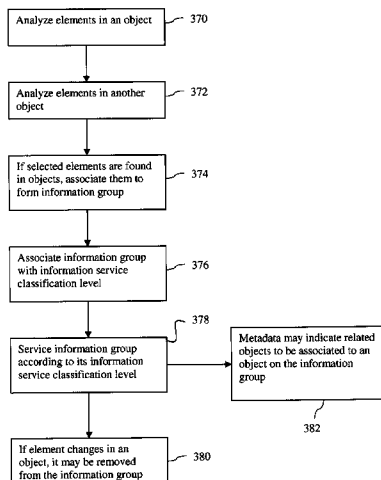 Analyze elements in an object
370
Analyze elements in another
object
372
If selected elements are found
in objects, associate them to
form information group
374
Associate information group
with information service
classification level
376
378
Service information group
according to its information
service classification level
Metadata may indicate related
objects to be associated to an
object on the information
group
382
If element changes in an
object, it may be removed
from the information group
380